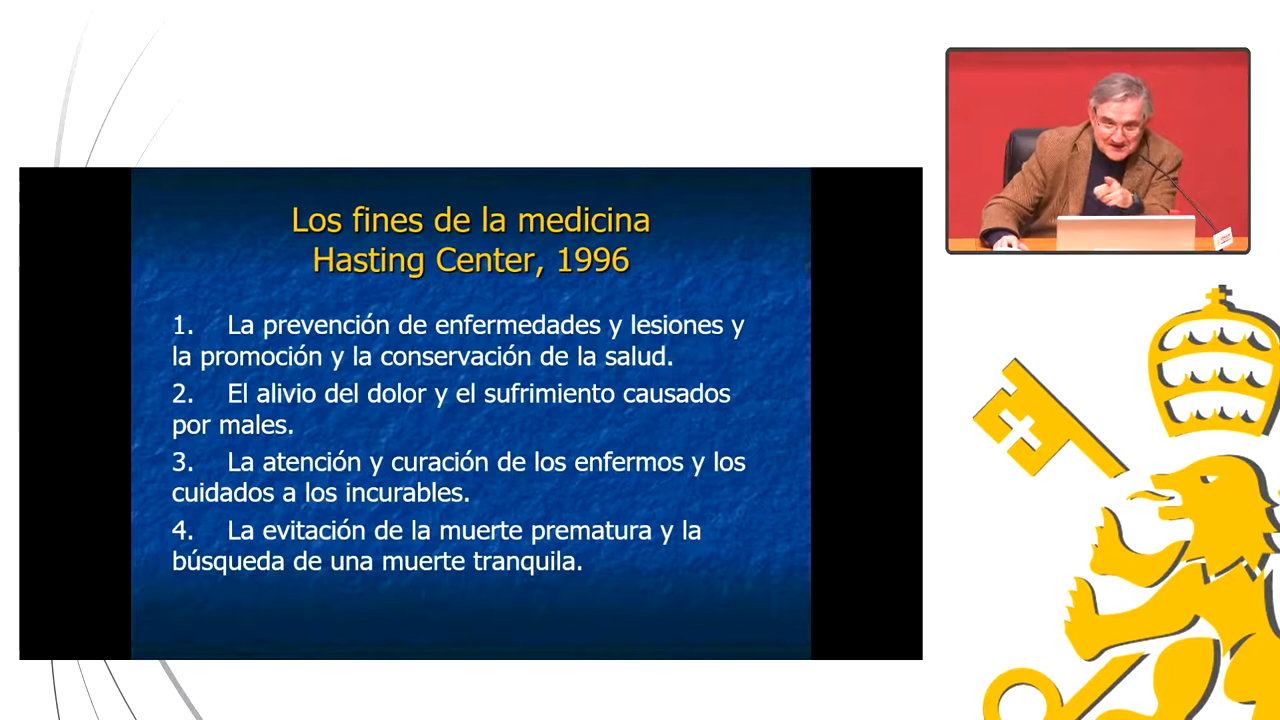 Los fines de la medicina
Hasting Center, 1996
1. La prevención de enfermedades y lesiones y
la promoción y la conservación de la salud.
2. El alivio del dolor y el sufrimiento causados
por males.
3. La atención y curación de los enfermos y los
cuidados a los incurables.
4. La evitación de la muerte prematura y la
búsqueda de una muerte tranquila.